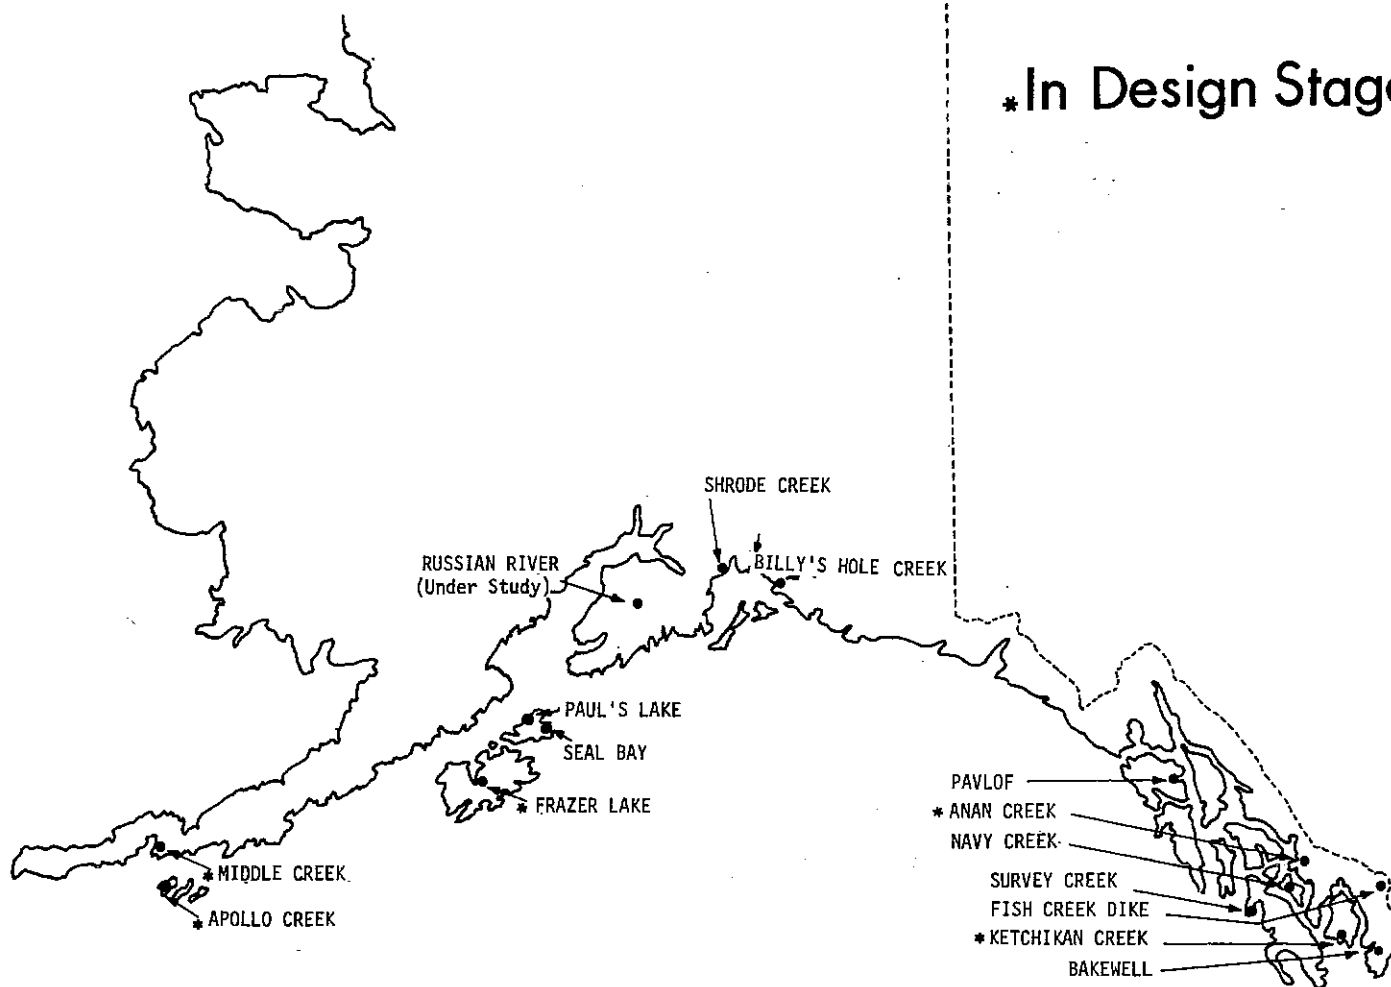 *In Design Stage
SHRODE CREEK
BILLY'S HOLE CREEK
RUSSIAN RIVER
(Under Study)
PAUL'S LAKE
SEAL BAY
* FRAZER LAKE
* MIDDLE CREEK
* APOLLO CREEK
PAVLOF
* ANAN CREEK
NAVY CREEK
SURVEY CREEK
FISH CREEK DIKE
* KETCHIKAN CREEK
BAKEWELL